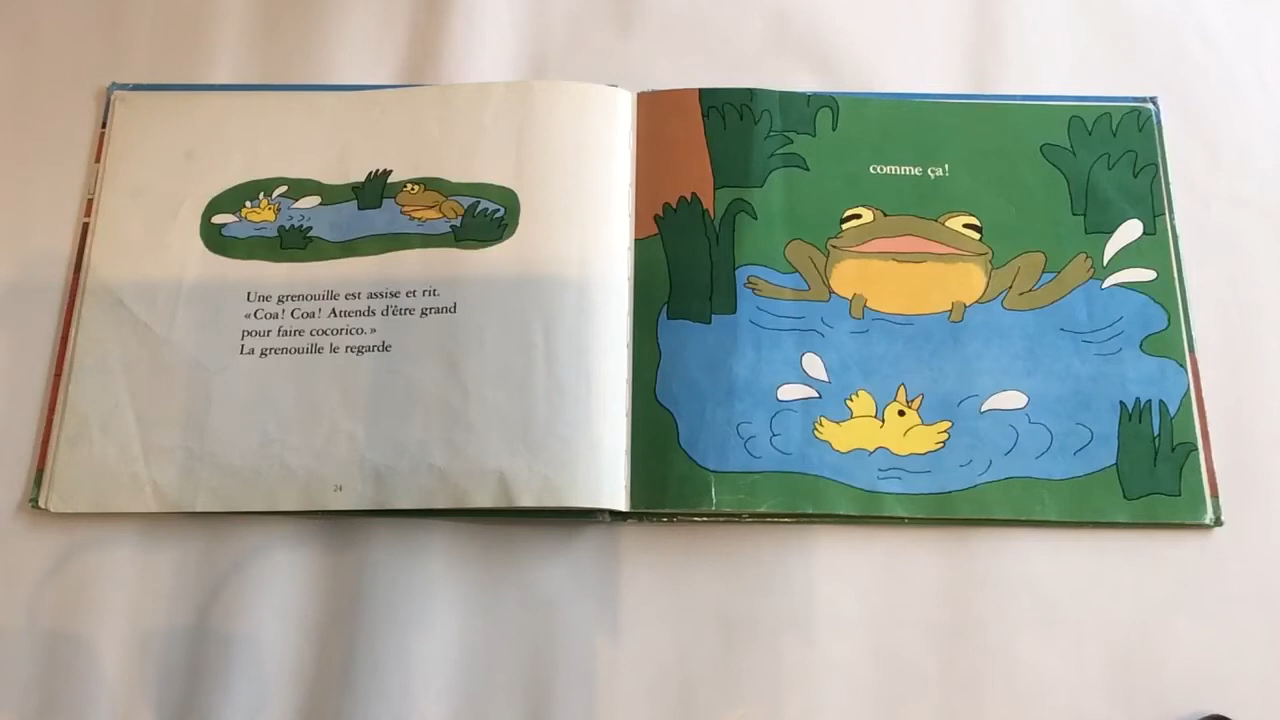 Une grenouille est assise et rit.
«Coa! Coa! Attends d'être grand
pour faire cocorico.»
La grenouille le regarde
24
comme ça!